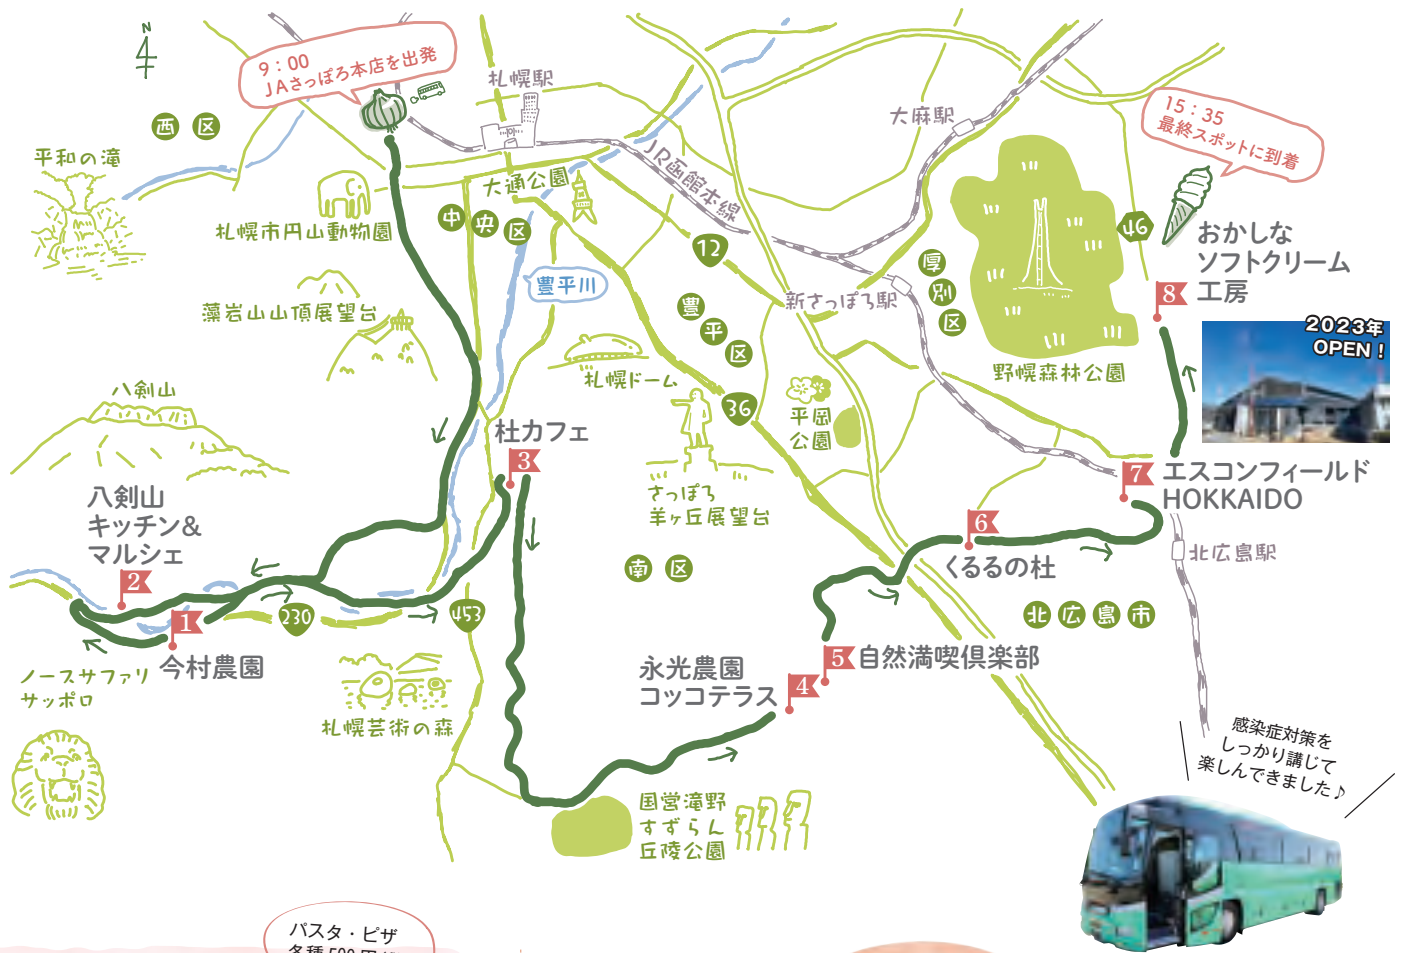 N
9：00
JAさっぽろ本店を出発
札幌駅
大麻駅
15：35
最終スポットに到着
西区
平和の滝
JR函館本線
大通公園
札幌市円山動物園
中央区
46
おかしな
ソフトクリーム
工房
12
豊平川
厚別区
新さっぽろ駅
8
藻岩山山頂展望台
豊平区
2023年
OPEN！
札幌ドーム
野幌森林公園
八剣山
36
平岡
公園
杜カフェ
3
7
エスコンフィールド
HOKKAIDO
八剣山
キッチン＆
マルシェ
さっぽろ
羊ヶ丘展望台
6
くるるの杜
北広島駅
2
南区
1
230
453
北広島市
今村農園
5
自然満喫倶楽部
永光農園
コッコテラス
4
ノースサファリ
サッポロ
札幌芸術の森
感染症対策を
しっかり講じて
楽しんできました♪
国営滝野
すずらん
丘陵公園
パスタ・ピザ